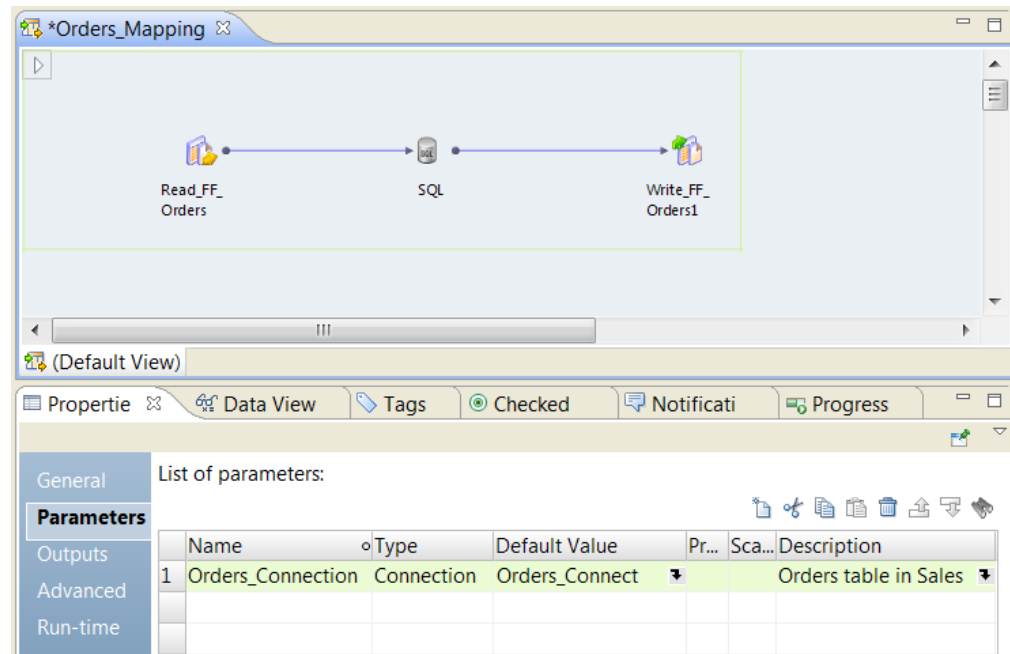 *Orders_Mapping
Read_FF_
Orders
SQL
SQL
Write_FF_
Orders1
(Default View)
Propertie
Data View
Tags
Checked
Notificati
Progress
General
List of parameters:
Parameters
Outputs
Advanced
Run-time
Name Type Default Value Pr... Sca... Description
1 Orders_Connection Connection Orders_Connect Orders table in Sales